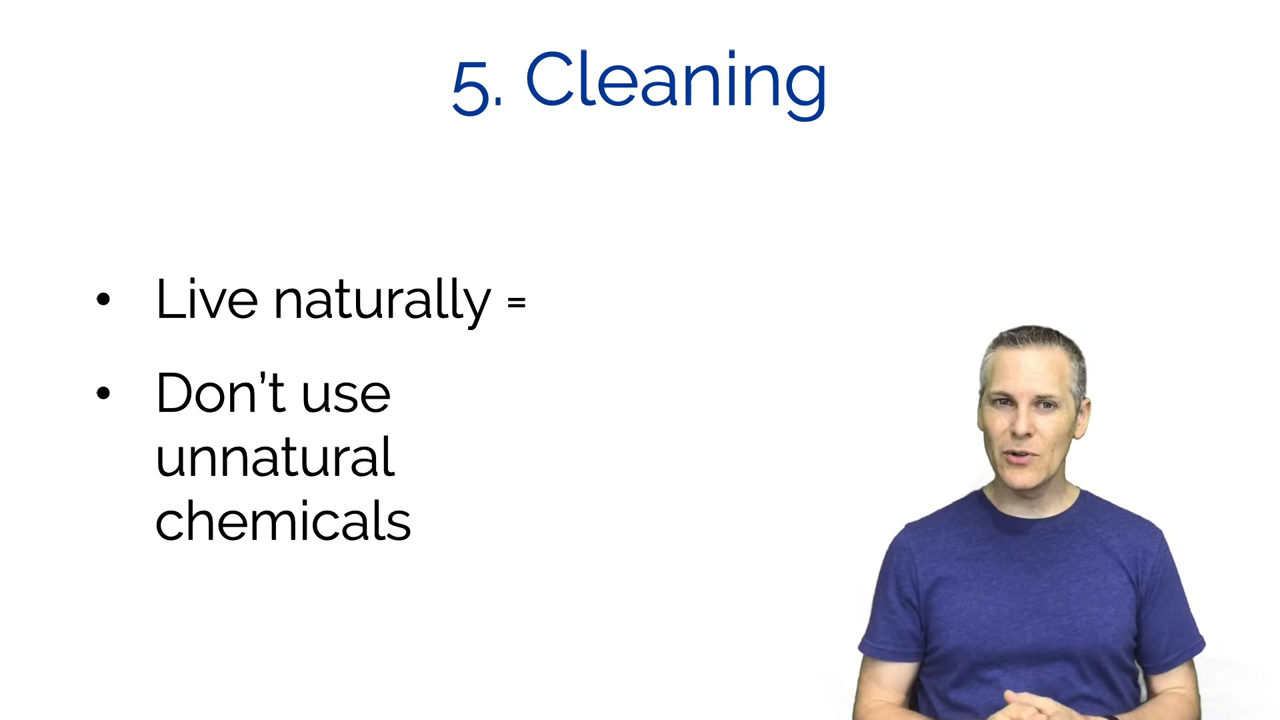 5. Cleaning
• Live naturally =
• Don’t use
unnatural
chemicals